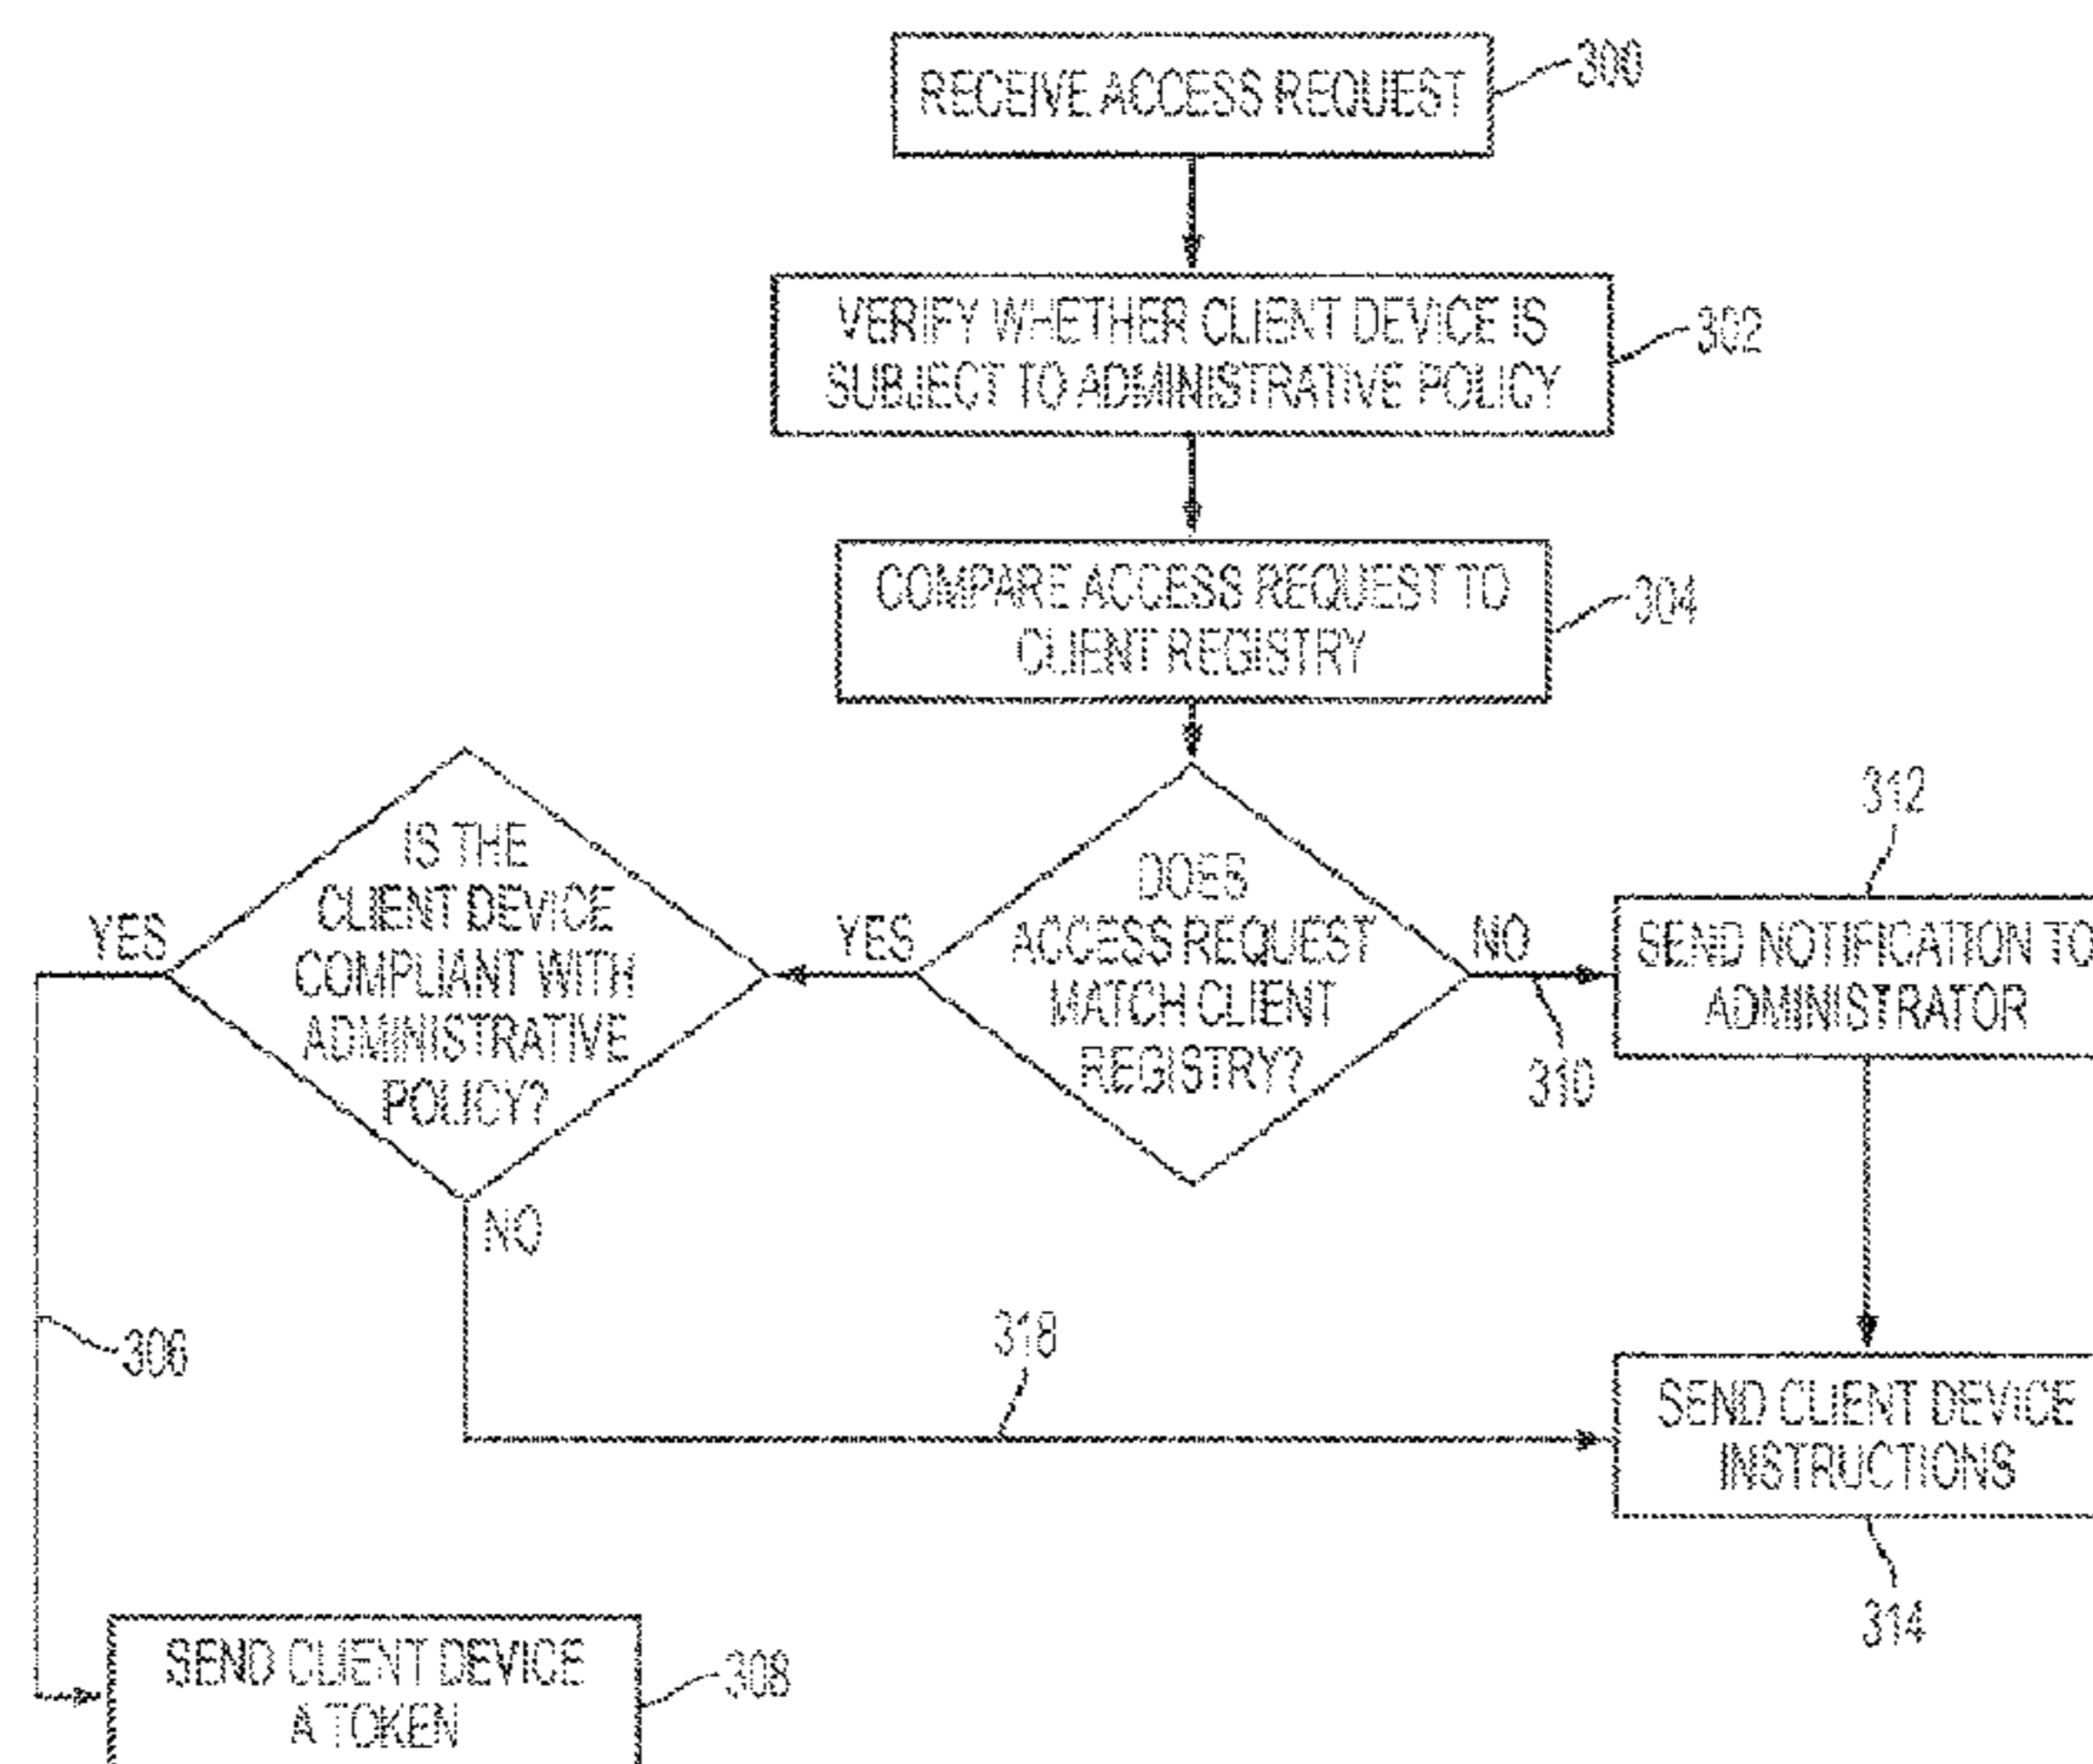 RECEIVE ACCESS REQUEST
300
VERIFY WHETHER CLIENT DEVICE IS
SUBJECT TO ADMINISTRATIVE POLICY
302
COMPARE ACCESS REQUEST TO
CLIENT REGISTRY
304
IS THE
CLIENT DEVICE
COMPLIANT WITH
ADMINISTRATIVE
POLICY?
YES
NO
DOES
ACCESS REQUEST
MATCH CLIENT
REGISTRY?
YES
NO
310
312
SEND NOTIFICATION TO
ADMINISTRATOR
306
318
SEND CLIENT DEVICE
INSTRUCTIONS
314
SEND CLIENT DEVICE
A TOKEN
308